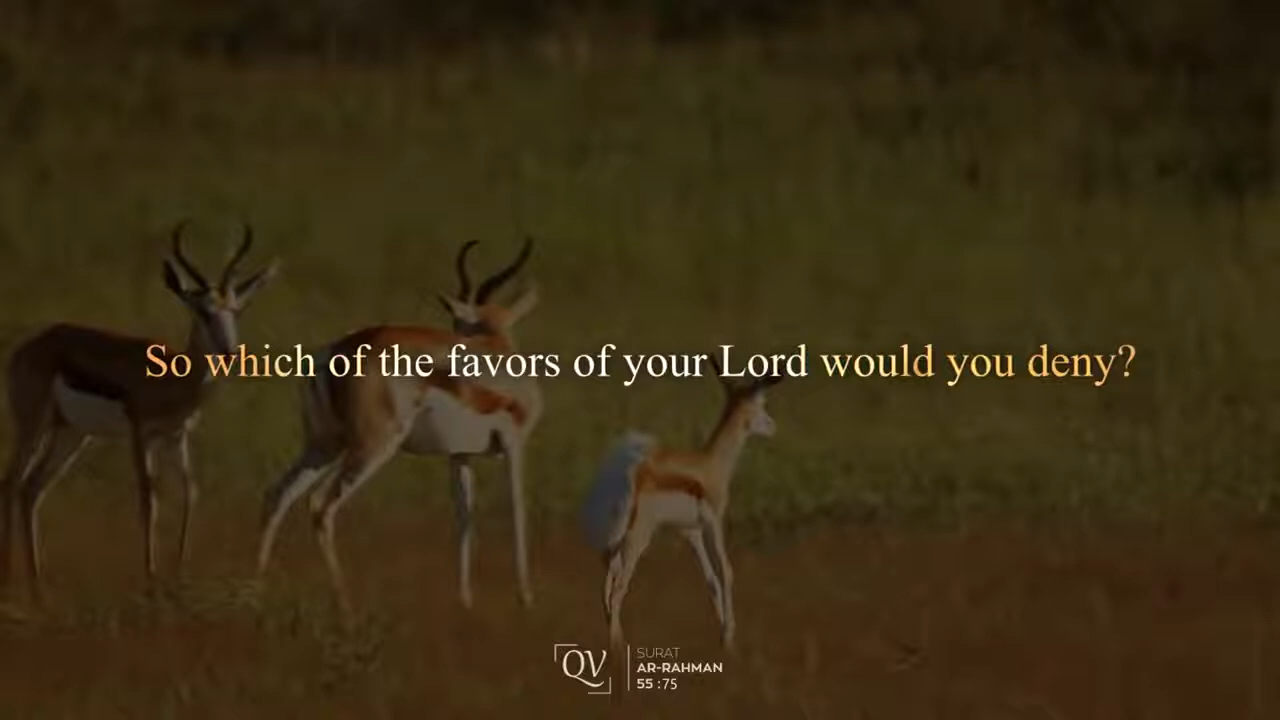 So which of the favors of your Lord would you deny?
QV
SURAT
AR-RAHMAN
55 :75